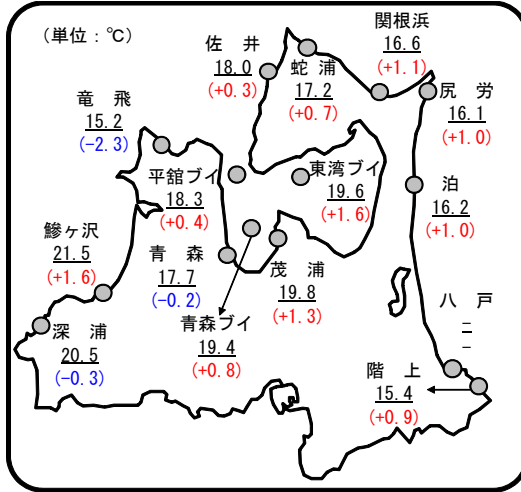 (単位：℃)
関根浜
16.6
(+1.1)
佐 井
18.0
(+0.3)
蛇 浦
17.2
(+0.7)
尻 労
16.1
(+1.0)
竜 飛
15.2
(−2.3)
平舘ブイ
18.3
(+0.4)
東湾ブイ
19.6
(+1.6)
泊
16.2
(+1.0)
鰺ヶ沢
21.5
(+1.6)
青 森
17.7
(−0.2)
茂 浦
19.8
(+1.3)
青森ブイ
19.4
(+0.8)
八 戸
深 浦
20.5
(−0.3)
階 上
15.4
(+0.9)